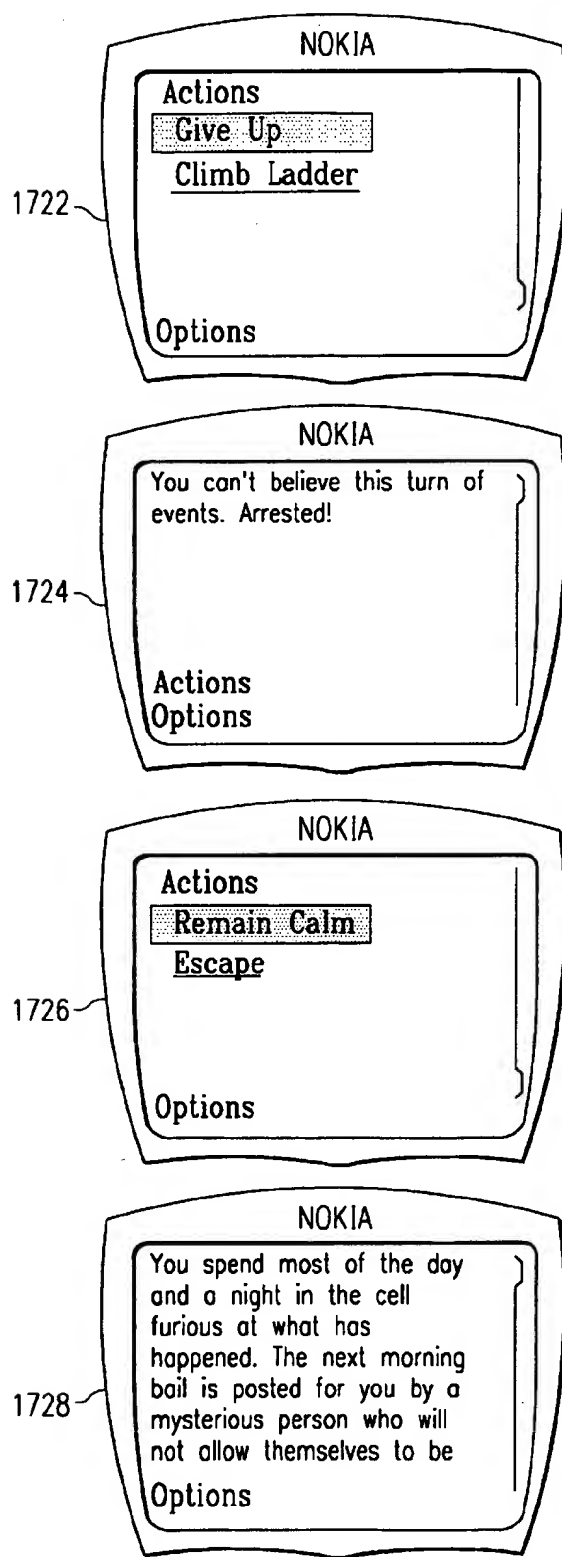 NOKIA
Actions
Give Up
Climb Ladder
1722
Options
NOKIA
You can't believe this turn of
events. Arrested!
1724
Actions
Options
NOKIA
Actions
Remain Calm
Escape
1726
Options
NOKIA
You spend most of the day
and a night in the cell
furious at what has
happened. The next morning
bail is posted for you by a
1728
mysterious person who will
not allow themselves to be
Options